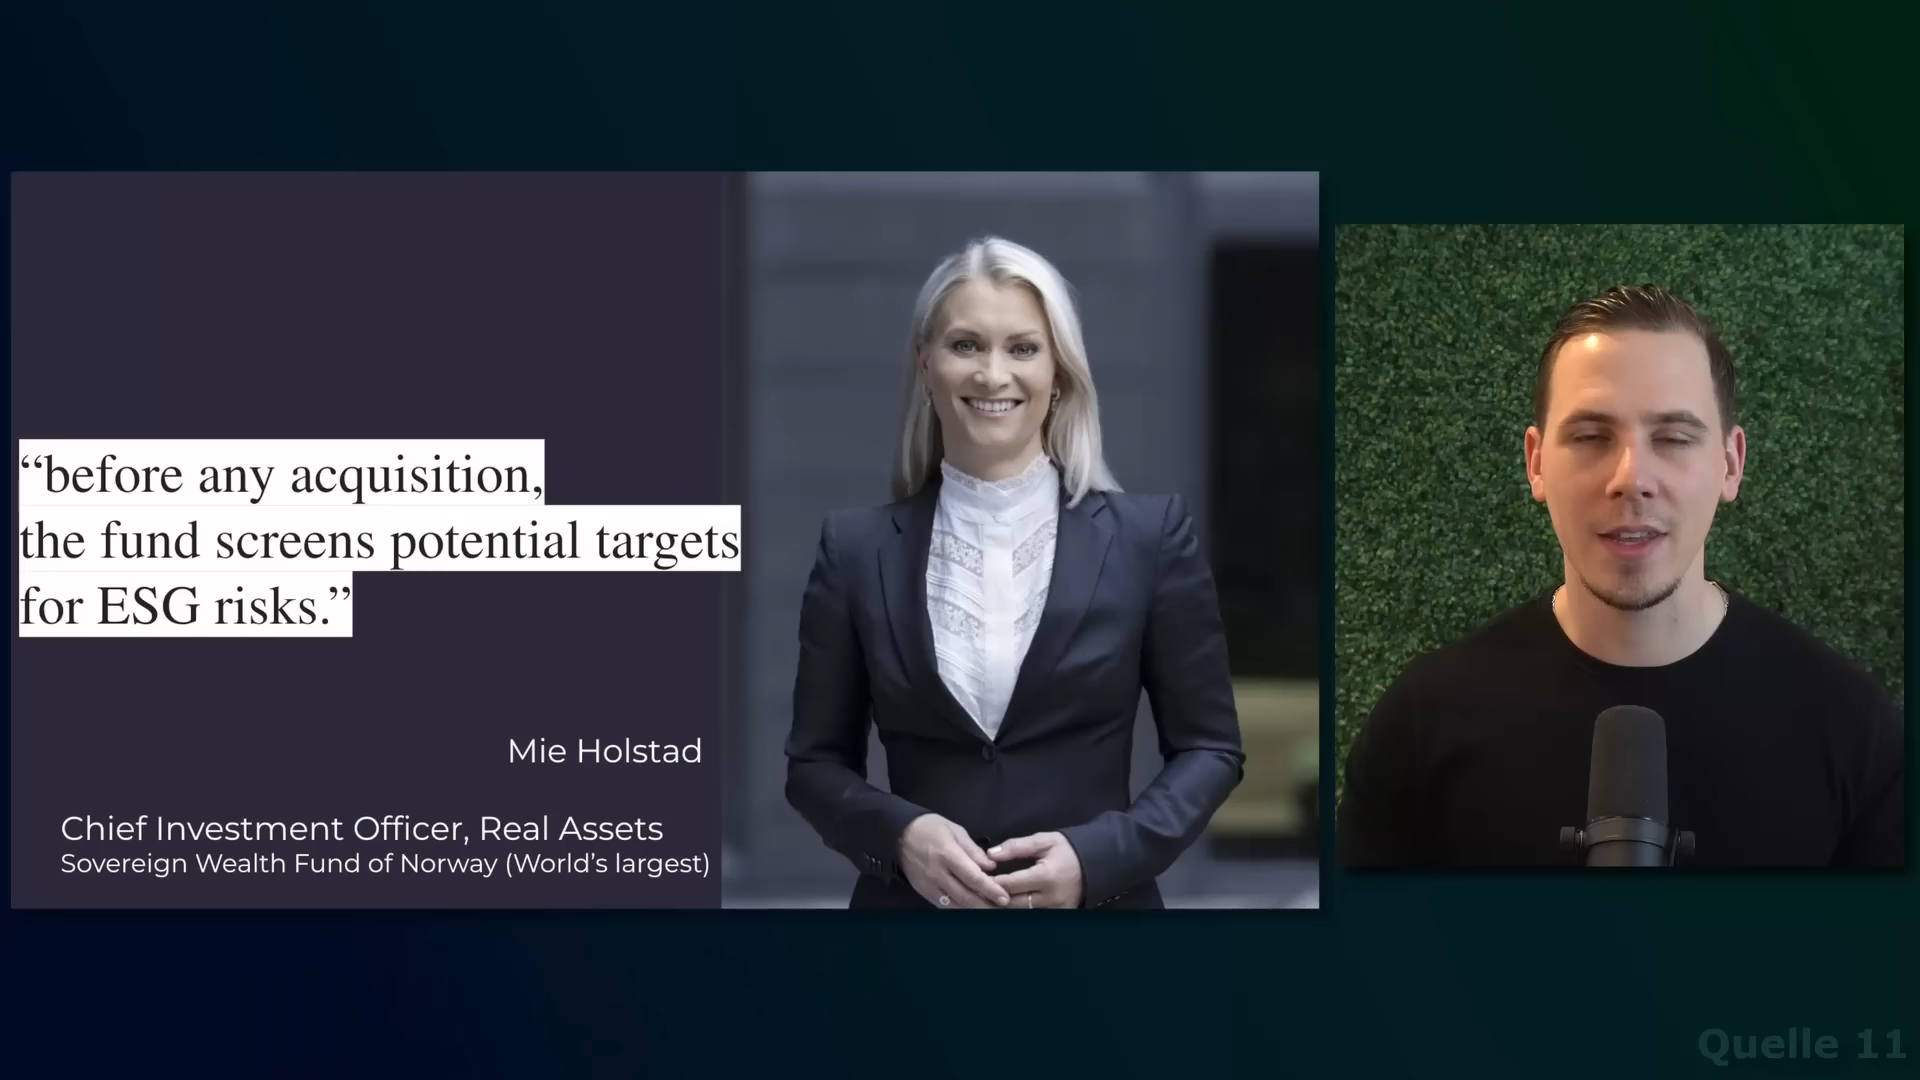 “before any acquisition,
the fund screens potential targets
for ESG risks.”
Mie Holstad
Chief Investment Officer, Real Assets
Sovereign Wealth Fund of Norway (World’s largest)
Quelle 11